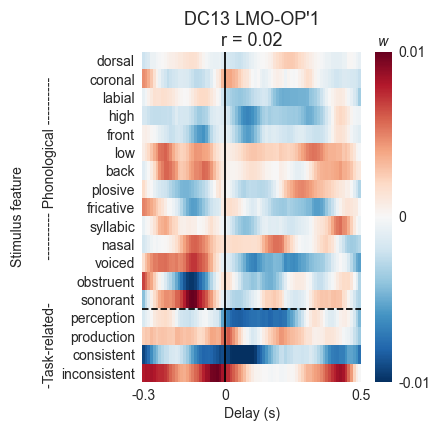 DC13 LMO-OP'1
r = 0.02
w
Stimulus feature
----------- Phonological ----------
-Task-related-
dorsal
coronal
labial
high
front
low
back
plosive
fricative
syllabic
nasal
voiced
obstruent
sonorant
perception
production
consistent
inconsistent
0.01
0
-0.01
-0.3
0
0.5
Delay (s)